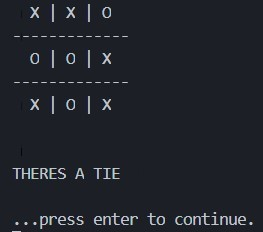 X | X | O
-------------
O | O | X
-------------
X | O | X
THERES A TIE
...press enter to continue.